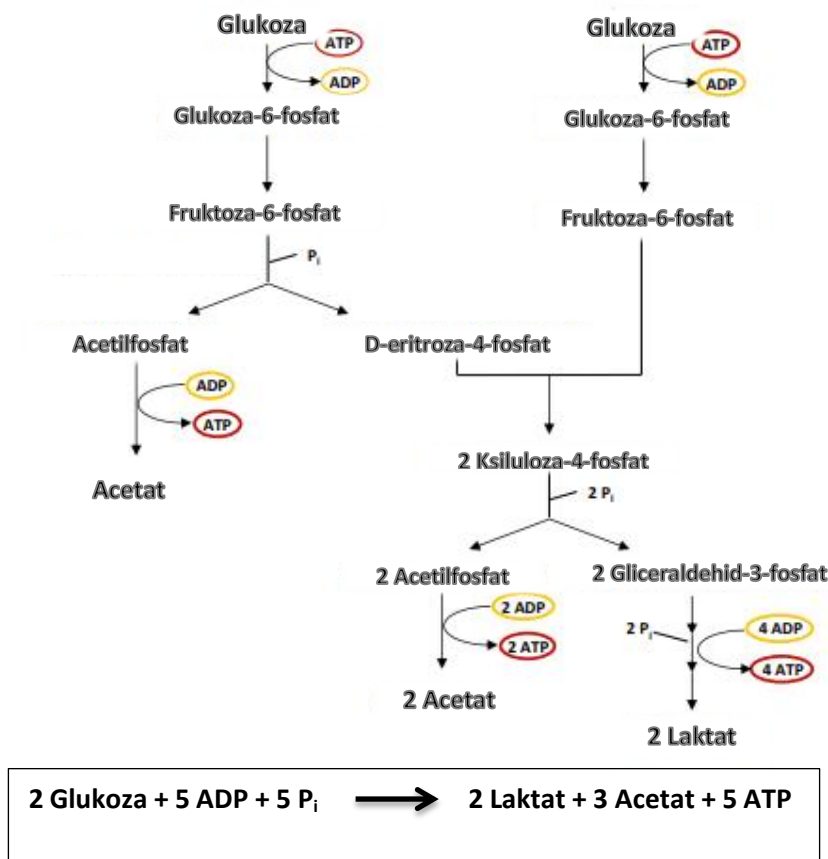 Glukoza Glukoza
ATP ATP
ADP ADP
Glukoza-6-fosfat Glukoza-6-fosfat
Fruktoza-6-fosfat Fruktoza-6-fosfat
Pi
Acetilfosfat D-eritroza-4-fosfat
ADP
ATP
2 Ksiluloza-4-fosfat
Acetat
2 Pi
2 Acetilfosfat 2 Gliceraldehid-3-fosfat
2 ADP 2 Pi 4 ADP
2 ATP 4 ATP
2 Acetat
2 Laktat
2 Glukoza + 5 ADP + 5 Pi ⟶ 2 Laktat + 3 Acetat + 5 ATP